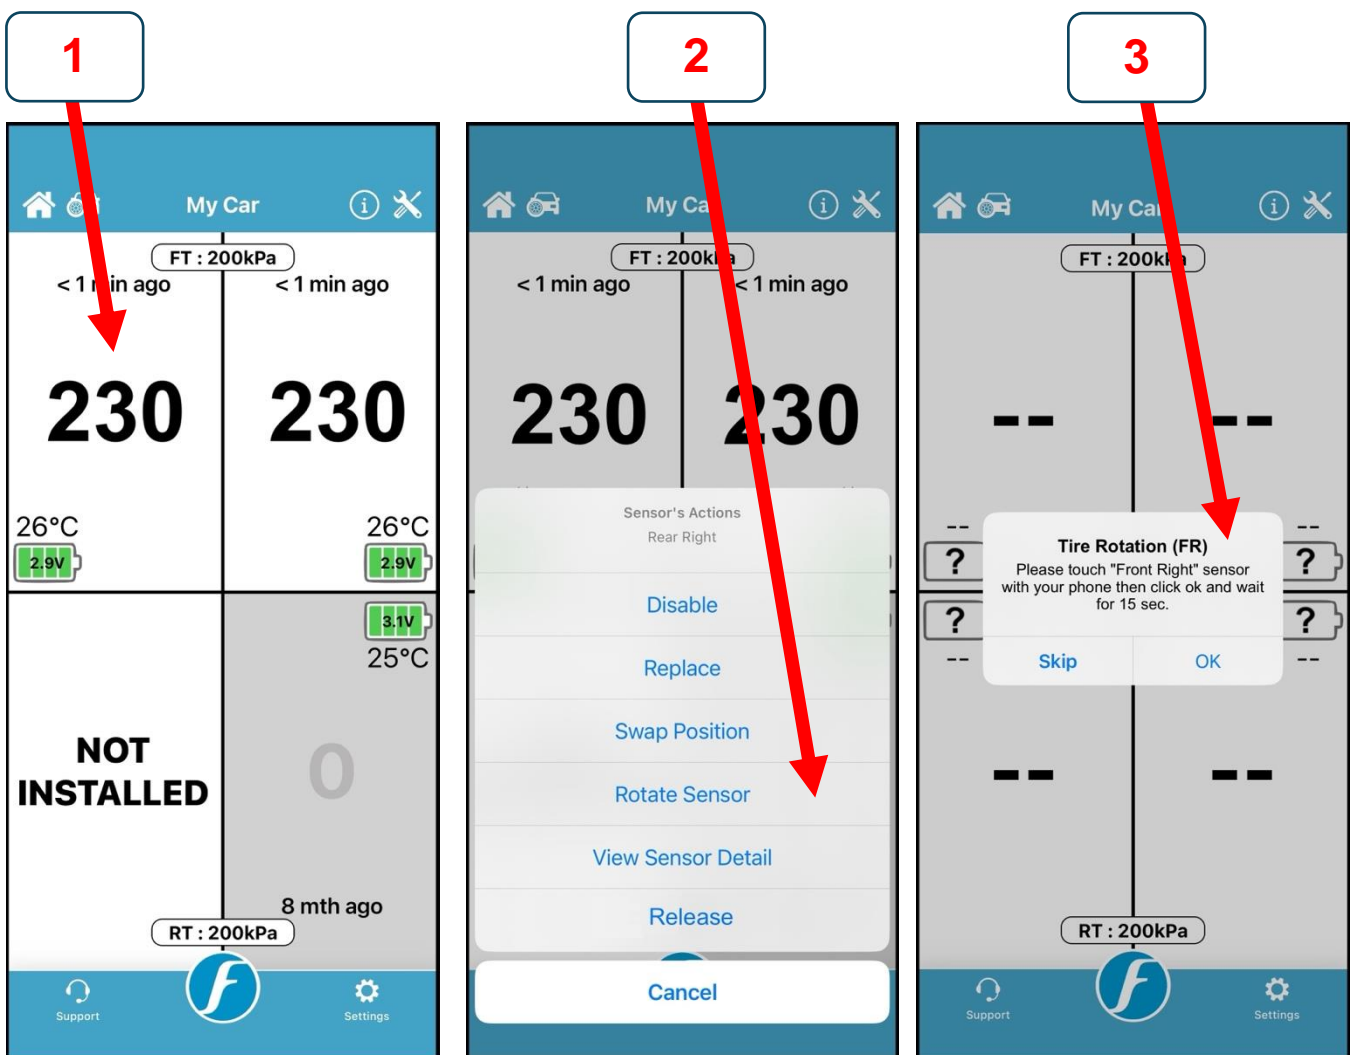 1
2
3
My Car
FT : 200kPa
< 1 min ago
< 1 min ago
230
230
26°C
26°C
2.9V
2.9V
3.1V
25°C
NOT
INSTALLED
0
8 mth ago
RT : 200kPa
Support
Settings
My Ca
FT : 200kPa
< 1 min ago
< 1 min ago
230
230
Sensor's Actions
Rear Right
Disable
Replace
Swap Position
Rotate Sensor
View Sensor Detail
Release
Cancel
My Car
FT : 200kPa
--
--
--
--
?
?
Tire Rotation (FR)
Please touch "Front Right" sensor
with your phone then click ok and wait
for 15 sec.
Skip
OK
?
?
--
--
--
--
RT : 200kPa
Support
Settings